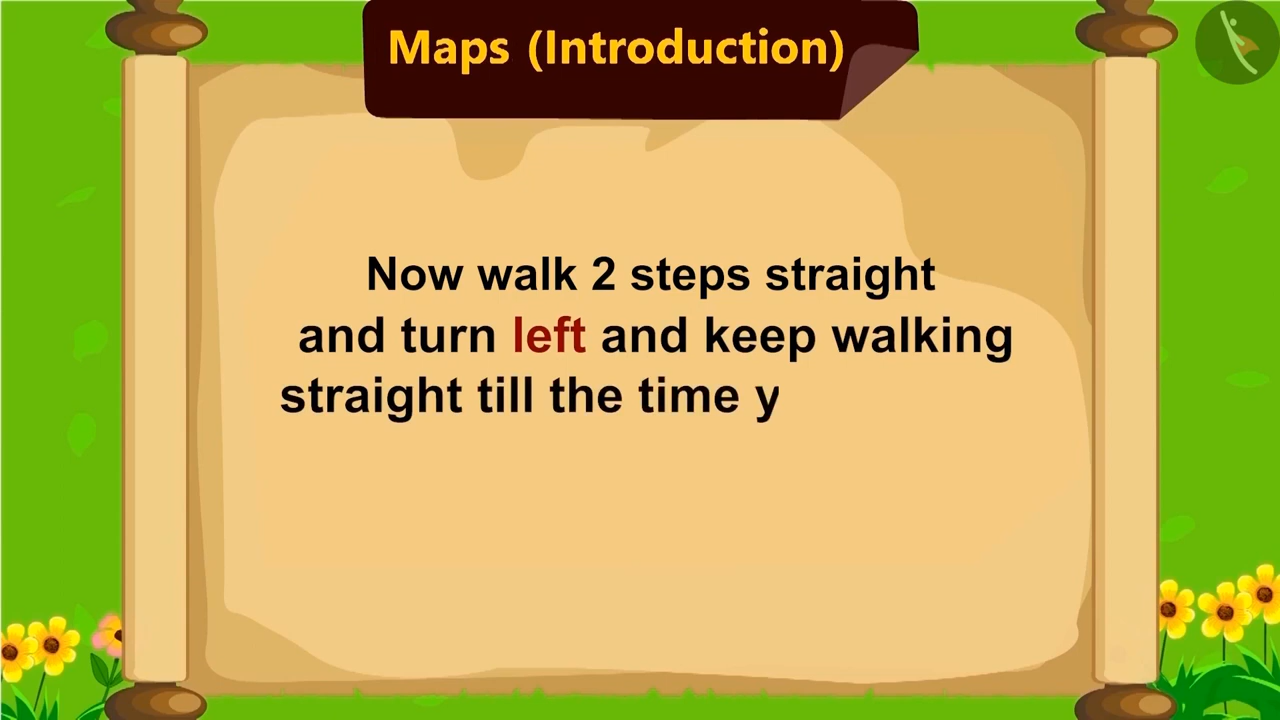 Maps (Introduction)
Now walk 2 steps straight
and turn left and keep walking
straight till the time y